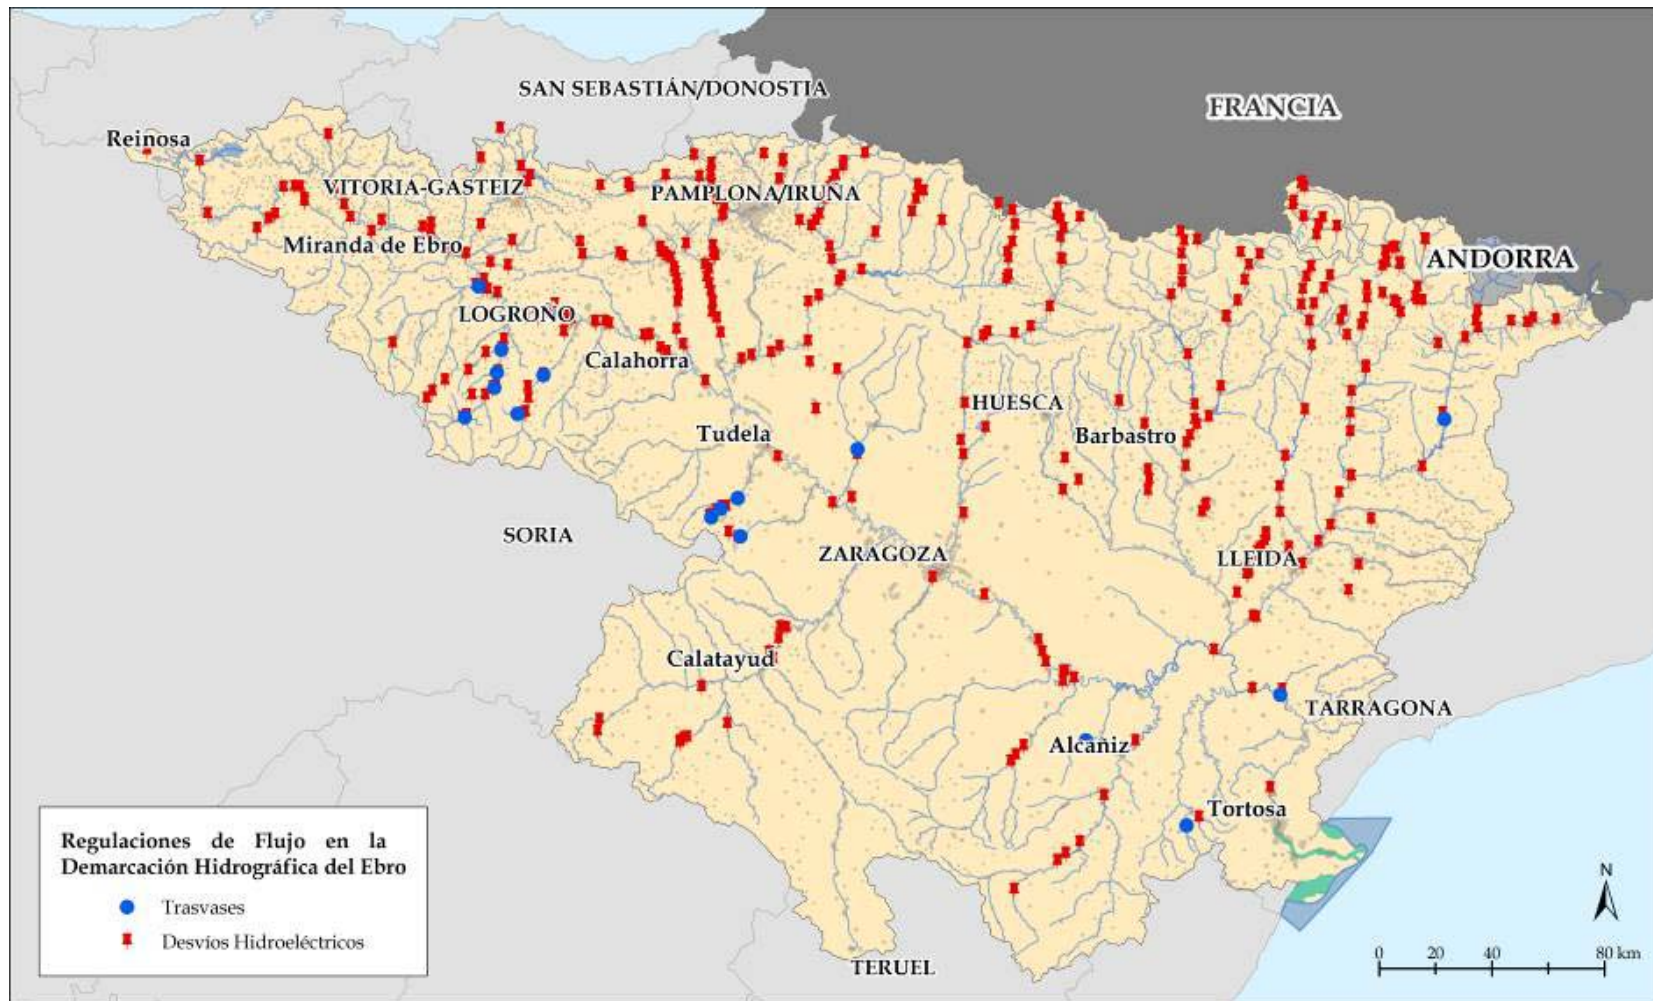 SAN SEBASTIÁN/DONOSTIA
FRANCIA
Reinosa
VITORIA-GASTEIZ
PAMPLONA/IRUÑA
Miranda de Ebro
ANDORRA
LOGROÑO
Calahorra
HUESCA
Tudela
Barbastro
SORIA
ZARAGOZA
LLEIDA
Calatayud
TARRAGONA
Alcañiz
Tortosa
TERUEL
Regulaciones de Flujo en la
Demarcación Hidrográfica del Ebro
Trasvases
Desvíos Hidroeléctricos
N
0 20 40 80 km